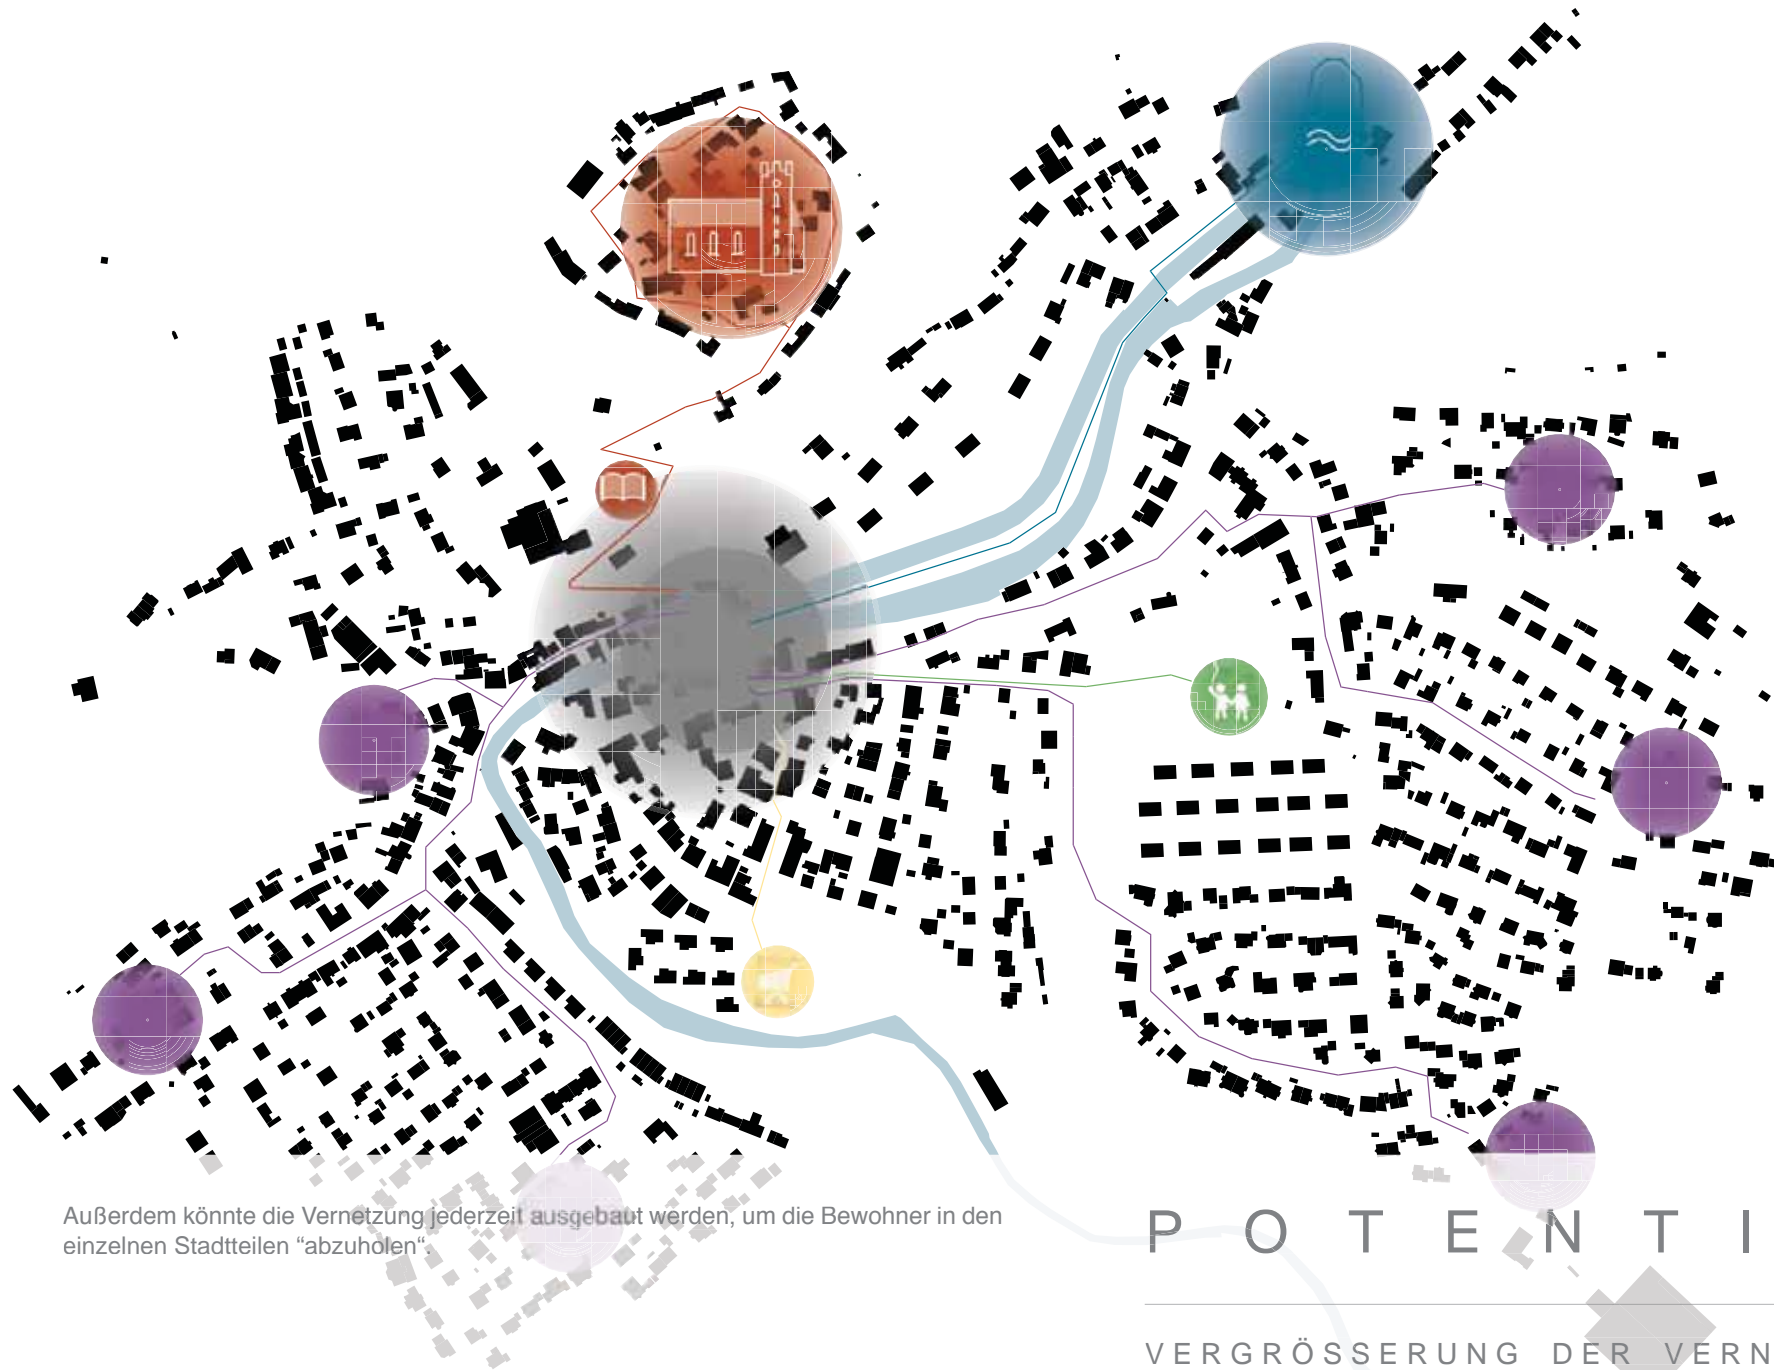 Außerdem könnte die Vernetzung jederzeit ausgebaut werden, um die Bewohner in den
einzelnen Stadtteilen “abzuholen“.
P O T E N T I
VERGRÖSSERUNG DER VERN